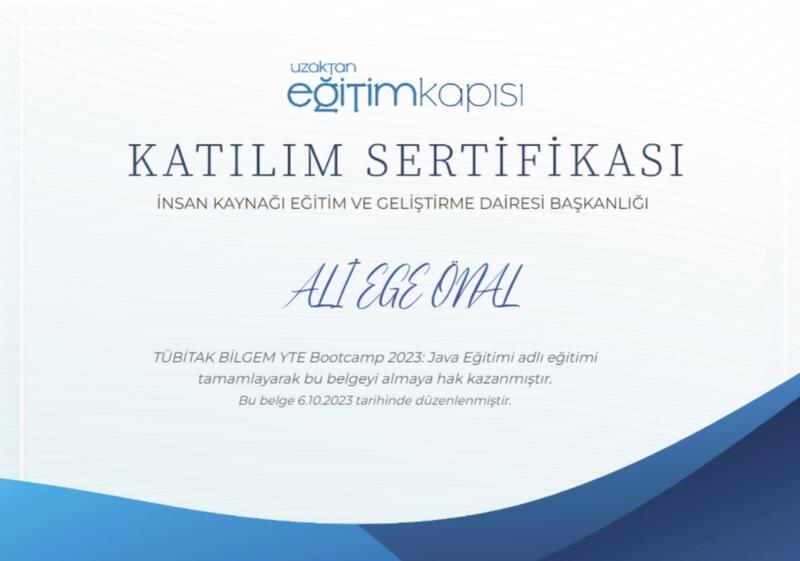 uzaktan
eğitimkapısı
KATILIM SERTİFİKASI
İNSAN KAYNAĞI EĞİTİM VE GELİŞTİRME DAİRESİ BAŞKANLIĞI
ALİ EGE ÖNAL
TÜBİTAK BİLGEM YTE Bootcamp 2023: Java Eğitimi adlı eğitimi
tamamlayarak bu belgeyi almaya hak kazanmıştır.
Bu belge 6.10.2023 tarihinde düzenlenmiştir.